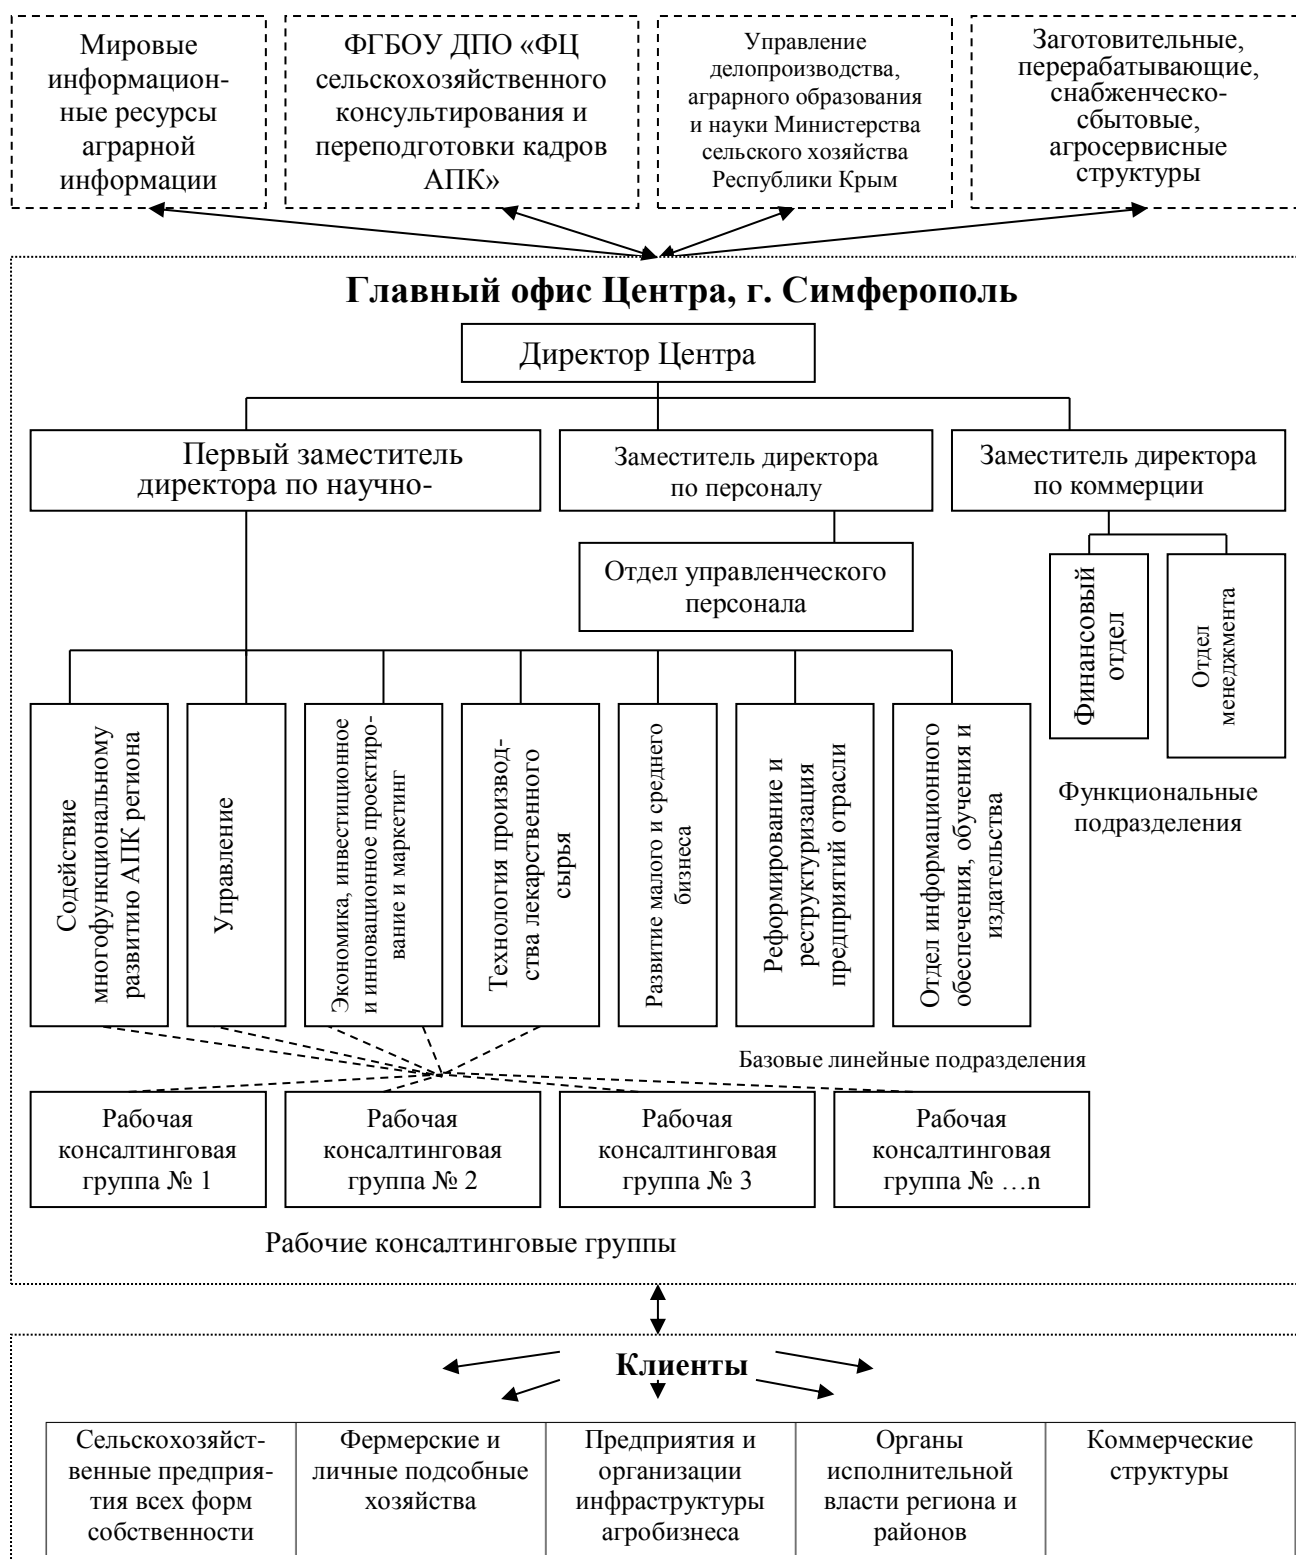 Мировые
информацион-
ные ресурсы
аграрной
информации
ФГБОУ ДПО «ФЦ
сельскохозяйственного
консультирования и
переподготовки кадров
АПК»
Управление
делопроизводства,
аграрного образования
и науки Министерства
сельского хозяйства
Республики Крым
Заготовительные,
перерабатывающие,
снабженческо-
сбытовые,
агросервисные
структуры
Главный офис Центра, г. Симферополь
Директор Центра
Первый заместитель
директора по научно-
Заместитель директора
по персоналу
Заместитель директора
по коммерции
Отдел управленческого
персонала
Финансовый
отдел
Отдел
менеджмента
Функциональные
подразделения
Содействие
многофункциональному
развитию АПК региона
Управление
Экономика, инвестиционное
и инновационное проектиро-
вание и маркетинг
Технология производ-
ства лекарственного
сырья
Развитие малого и среднего
бизнеса
Реформирование и
реструктуризация
предприятий отрасли
Отдел информационного
обеспечения, обучения и
издательства
Базовые линейные подразделения
Рабочая
консалтинговая
группа № 1
Рабочая
консалтинговая
группа № 2
Рабочая
консалтинговая
группа № 3
Рабочая
консалтинговая
группа № …n
Рабочие консалтинговые группы
Клиенты
Сельскохозяйст-
венные предприя-
тия всех форм
собственности
Фермерские и
личные подсобные
хозяйства
Предприятия и
организации
инфраструктуры
агробизнеса
Органы
исполнительной
власти региона и
районов
Коммерческие
структуры